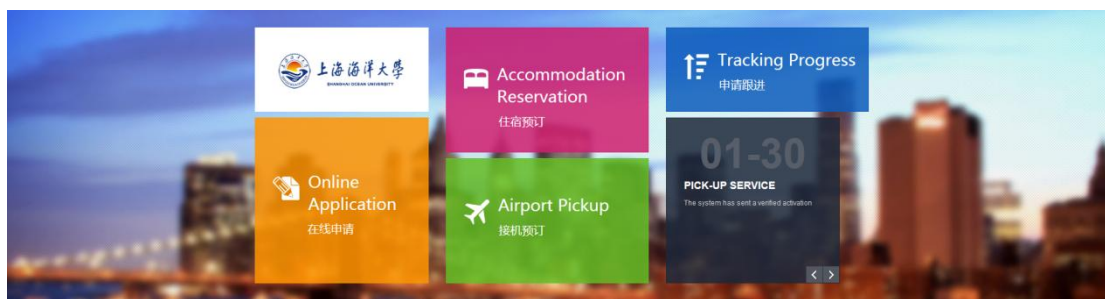 上海海洋大学
SHANGHAI OCEAN UNIVERSITY
Online
Application
在线申请
Accommodation
Reservation
住宿预订
Airport Pickup
接机预订
Tracking Progress
申请跟进
01-30
PICK-UP SERVICE
The system has sent a verified activation